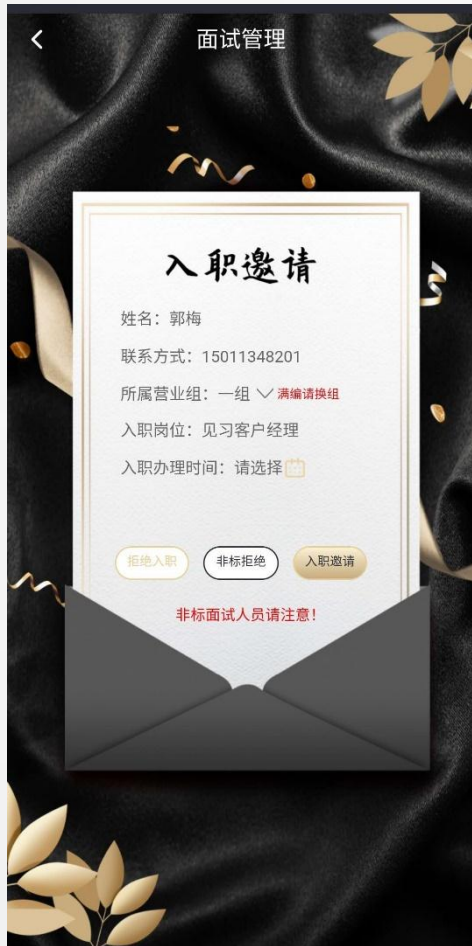 面试管理
入职邀请
姓名：郭梅
联系方式：15011348201
所属营业组：一组 满编请换组
入职岗位：见习客户经理
入职办理时间：请选择
拒绝入职 非标拒绝 入职邀请
非标面试人员请注意！